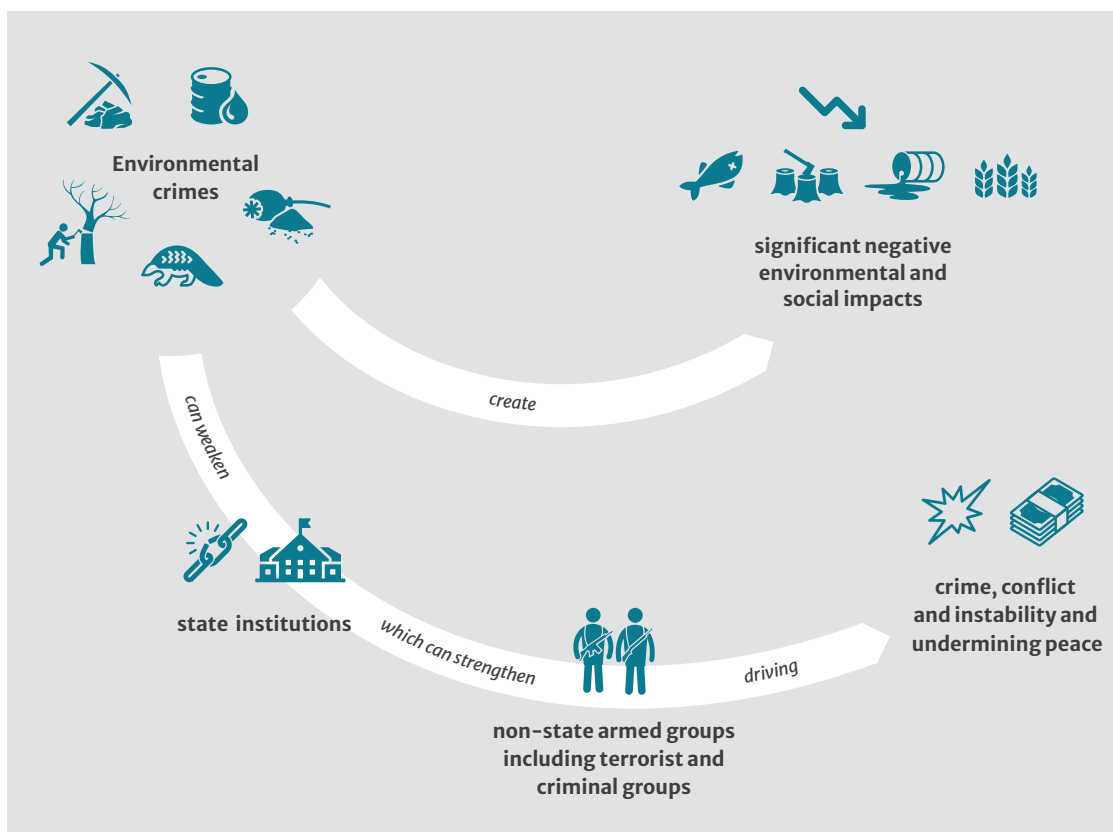 Environmental
crimes
significant negative
environmental and
social impacts
create
can weaken
state institutions
which can strengthen
non-state armed groups
including terrorist and
criminal groups
driving
crime, conflict
and instability and
undermining peace